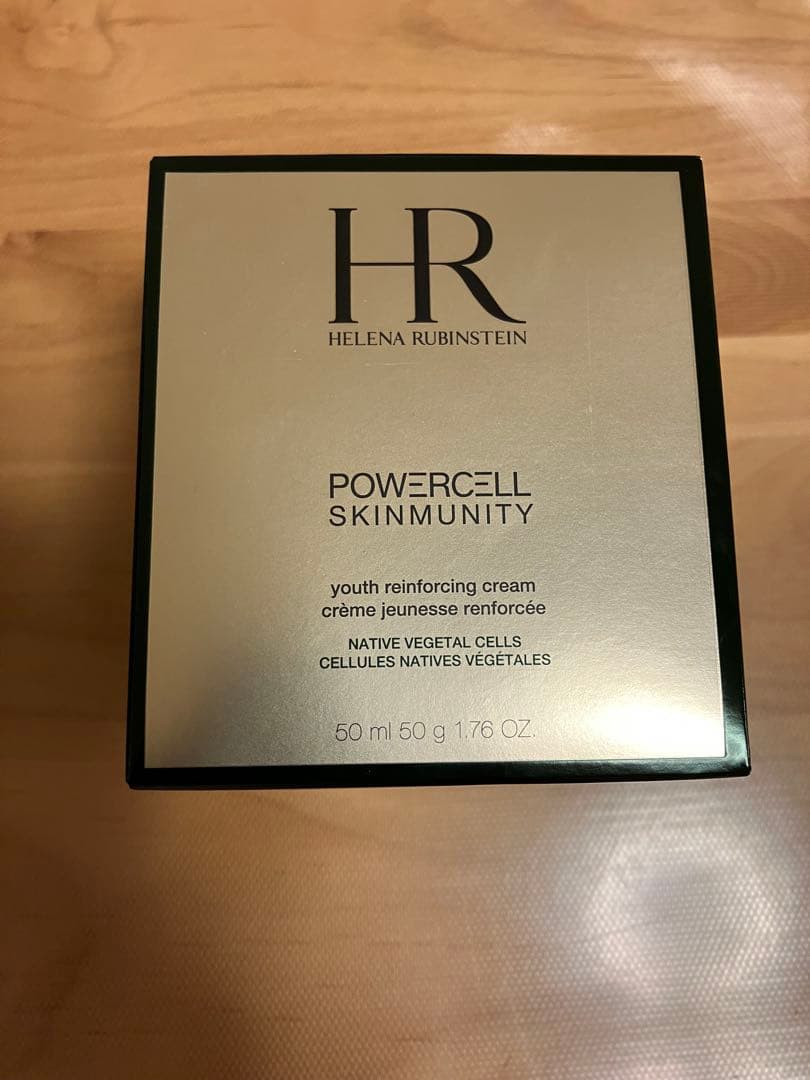 HR
HELENA RUBINSTEIN
POWERCELL
SKINMUNITY
youth reinforcing cream
crème jeunesse renforcée
NATIVE VEGETAL CELLS
CELLULES NATIVES VÉGÉTALES
50 ml 50 g 1.76 OZ.